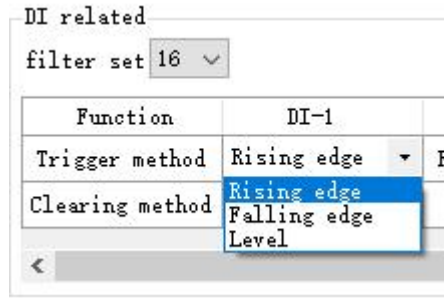 DI related
filter set 16
Function DI-1
Trigger method Rising edge
Rising edge
Clearing method Falling edge
Level